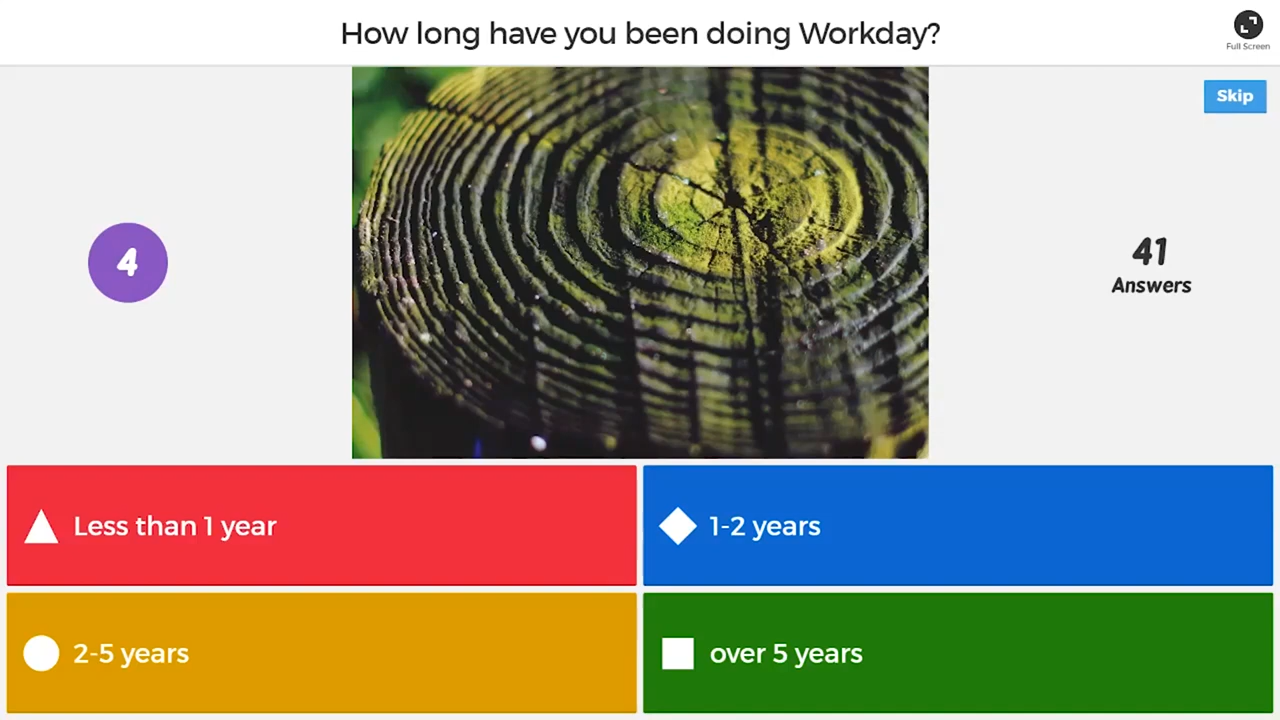 How long have you been doing Workday?
Full Screen
Skip
4
41
Answers
Less than 1 year
1-2 years
2-5 years
over 5 years